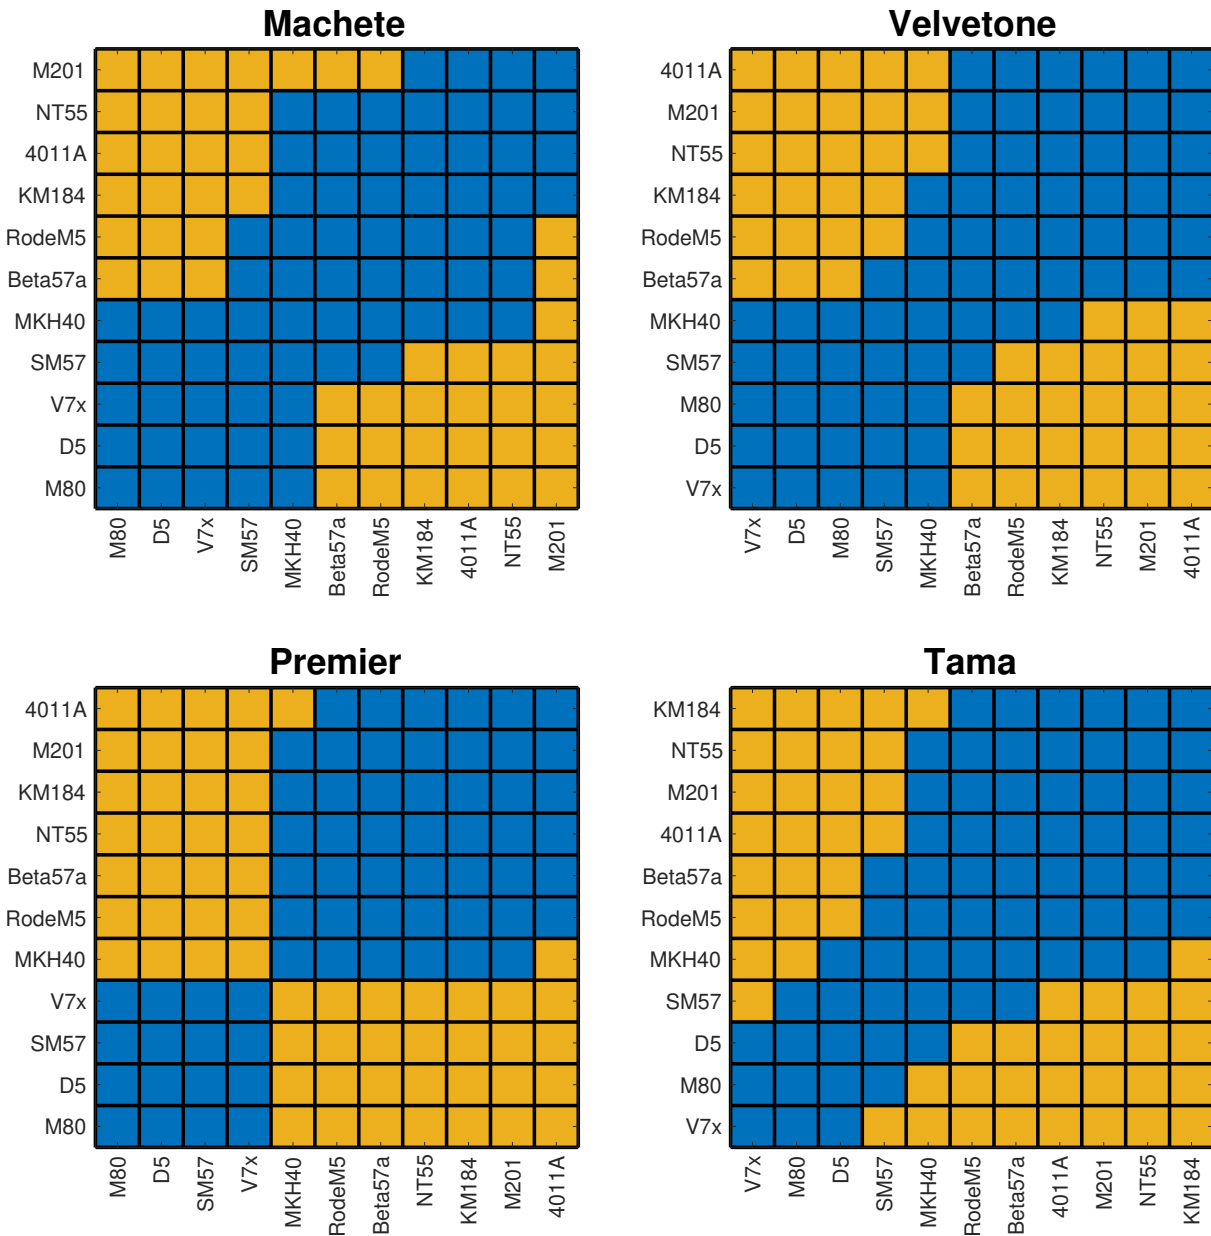 Machete
M201
NT55
4011A
KM184
RodeM5
Beta57a
MKH40
SM57
V7x
D5
M80
M80
D5
V7x
SM57
MKH40
Beta57a
RodeM5
KM184
4011A
NT55
M201
Velvetone
4011A
M201
NT55
KM184
RodeM5
Beta57a
MKH40
SM57
M80
D5
V7x
V7x
D5
M80
SM57
MKH40
Beta57a
RodeM5
KM184
NT55
M201
4011A
Premier
4011A
M201
KM184
NT55
Beta57a
RodeM5
MKH40
V7x
SM57
D5
M80
M80
D5
SM57
V7x
MKH40
RodeM5
Beta57a
NT55
KM184
M201
4011A
Tama
KM184
NT55
M201
4011A
Beta57a
RodeM5
MKH40
SM57
D5
M80
V7x
V7x
M80
D5
SM57
MKH40
RodeM5
Beta57a
4011A
M201
NT55
KM184